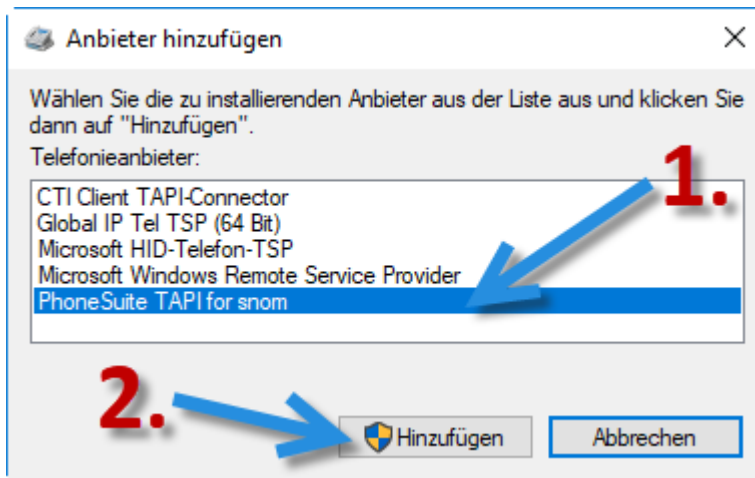 Anbieter hinzufügen
Wählen Sie die zu installierenden Anbieter aus der Liste aus und klicken Sie
dann auf "Hinzufügen".
Telefonieanbieter:
1.
CTI Client TAPI-Connector
Global IP Tel TSP (64 Bit)
Microsoft HID-Telefon-TSP
Microsoft Windows Remote Service Provider
PhoneSuite TAPI for snom
2.
Hinzufügen
Abbrechen